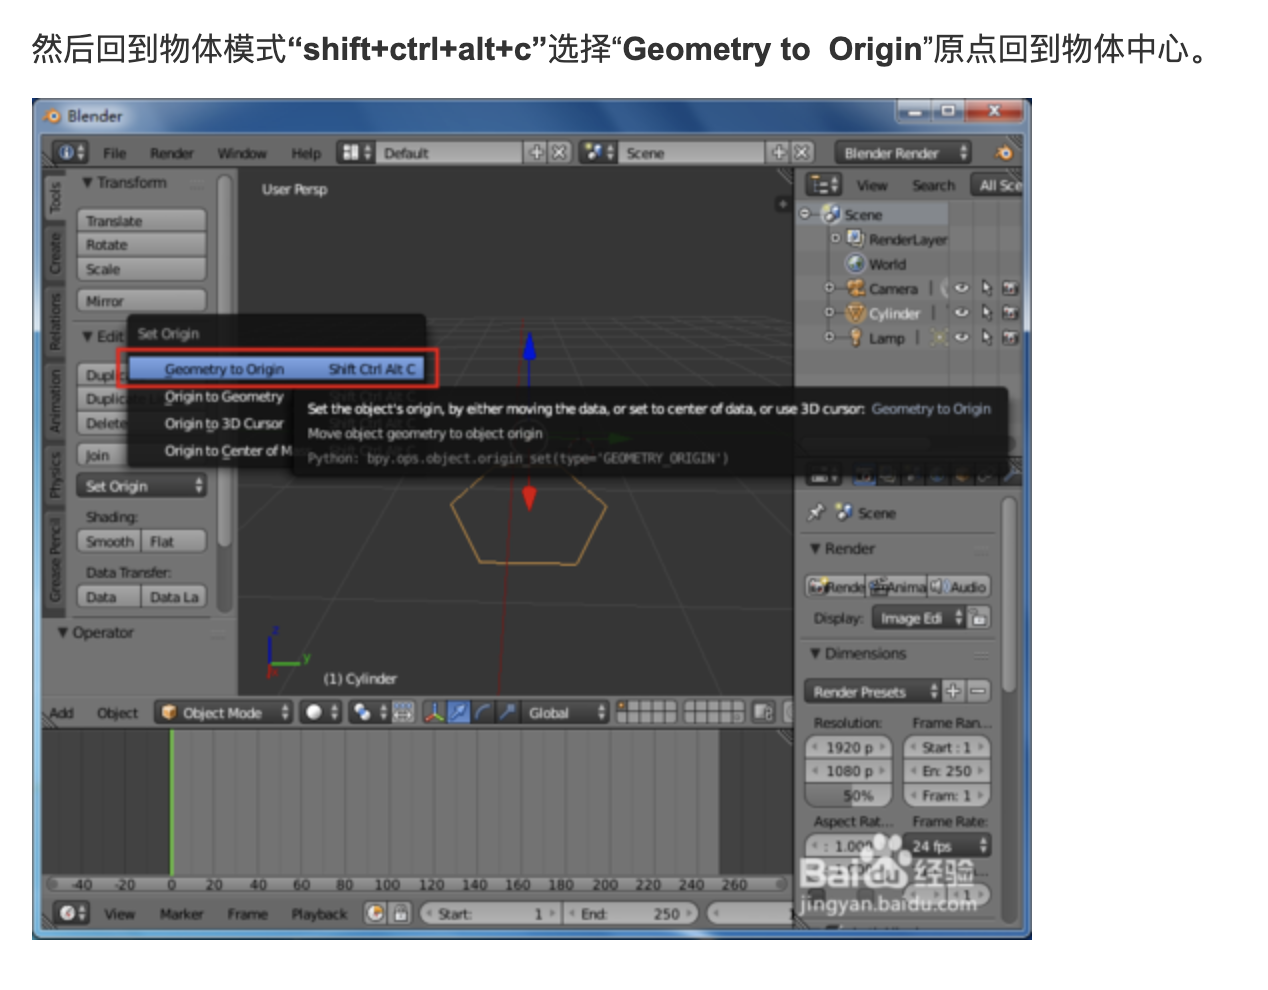 然后回到物体模式“shift+ctrl+alt+c”选择“Geometry to  Origin”原点回到物体中心。
Blender
File Render Window Help Default Scene Blender Render
Tools
Create
Relations
Animation
Physics
Grease Pencil
Transform
Translate
Rotate
Scale
Mirror
Edit
Duplic
Duplicate
Delete
Join
Set Origin
Shading:
Smooth Flat
Data Transfer:
Data Data La
Operator
User Persp
Set Origin
Geometry to Origin Shift Ctrl Alt C
Origin to Geometry
Origin to 3D Cursor
Origin to Center of M
Set the object's origin, by either moving the data, or set to center of data, or use 3D cursor: Geometry to Origin
Move object geometry to object origin
Python: bpy.ops.object.origin_set(type='GEOMETRY_ORIGIN')
z
y
(1) Cylinder
View Search All Sce
Scene
RenderLayer
World
Camera
Cylinder
Lamp
Scene
Render
Rende Anima Audio
Display: Image Edi
Dimensions
Render Presets
Resolution: Frame Ran...
1920 p Start : 1
1080 p En: 250
50% Fram: 1
Aspect Rat... Frame Rate:
: 1.000 24 fps
Add Object Object Mode Global
-40 -20 0 20 40 60 80 100 120 140 160 180 200 220 240 260
View Marker Frame Playback Start: 1 End: 250
Baidu经验
jingyan.baidu.com